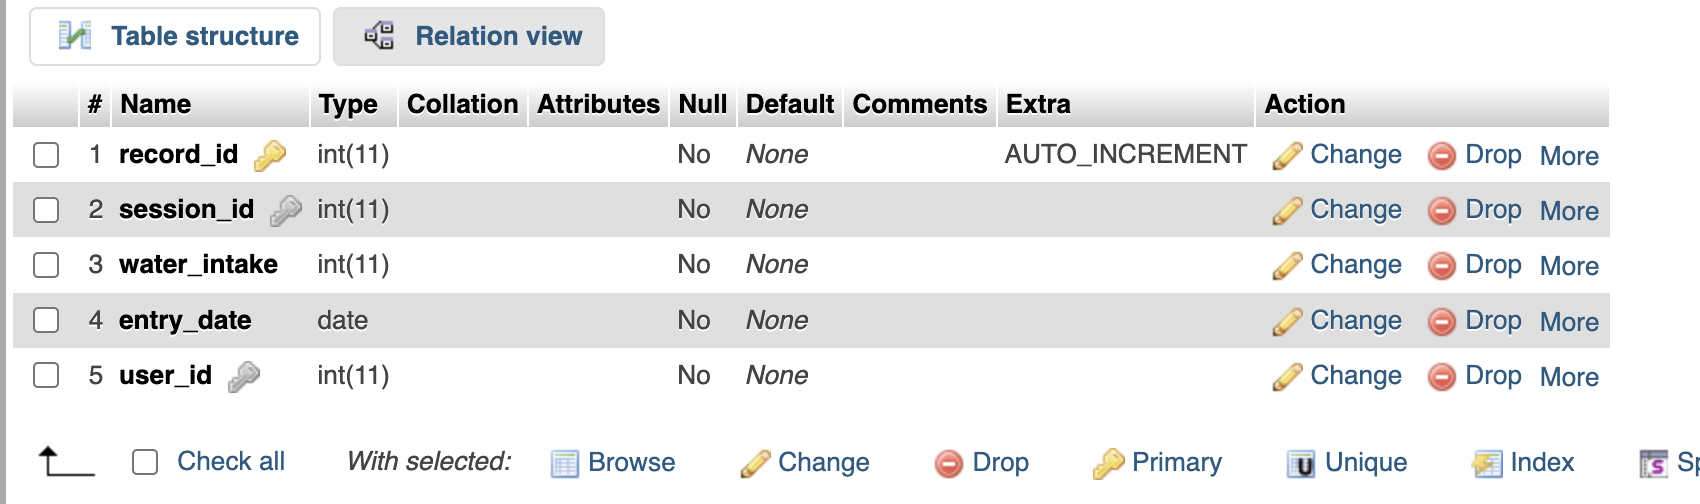 Table structure Relation view
# Name Type Collation Attributes Null Default Comments Extra Action
1 record_id int(11) No None AUTO_INCREMENT Change Drop More
2 session_id int(11) No None Change Drop More
3 water_intake int(11) No None Change Drop More
4 entry_date date No None Change Drop More
5 user_id int(11) No None Change Drop More
Check all With selected: Browse Change Drop Primary Unique Index